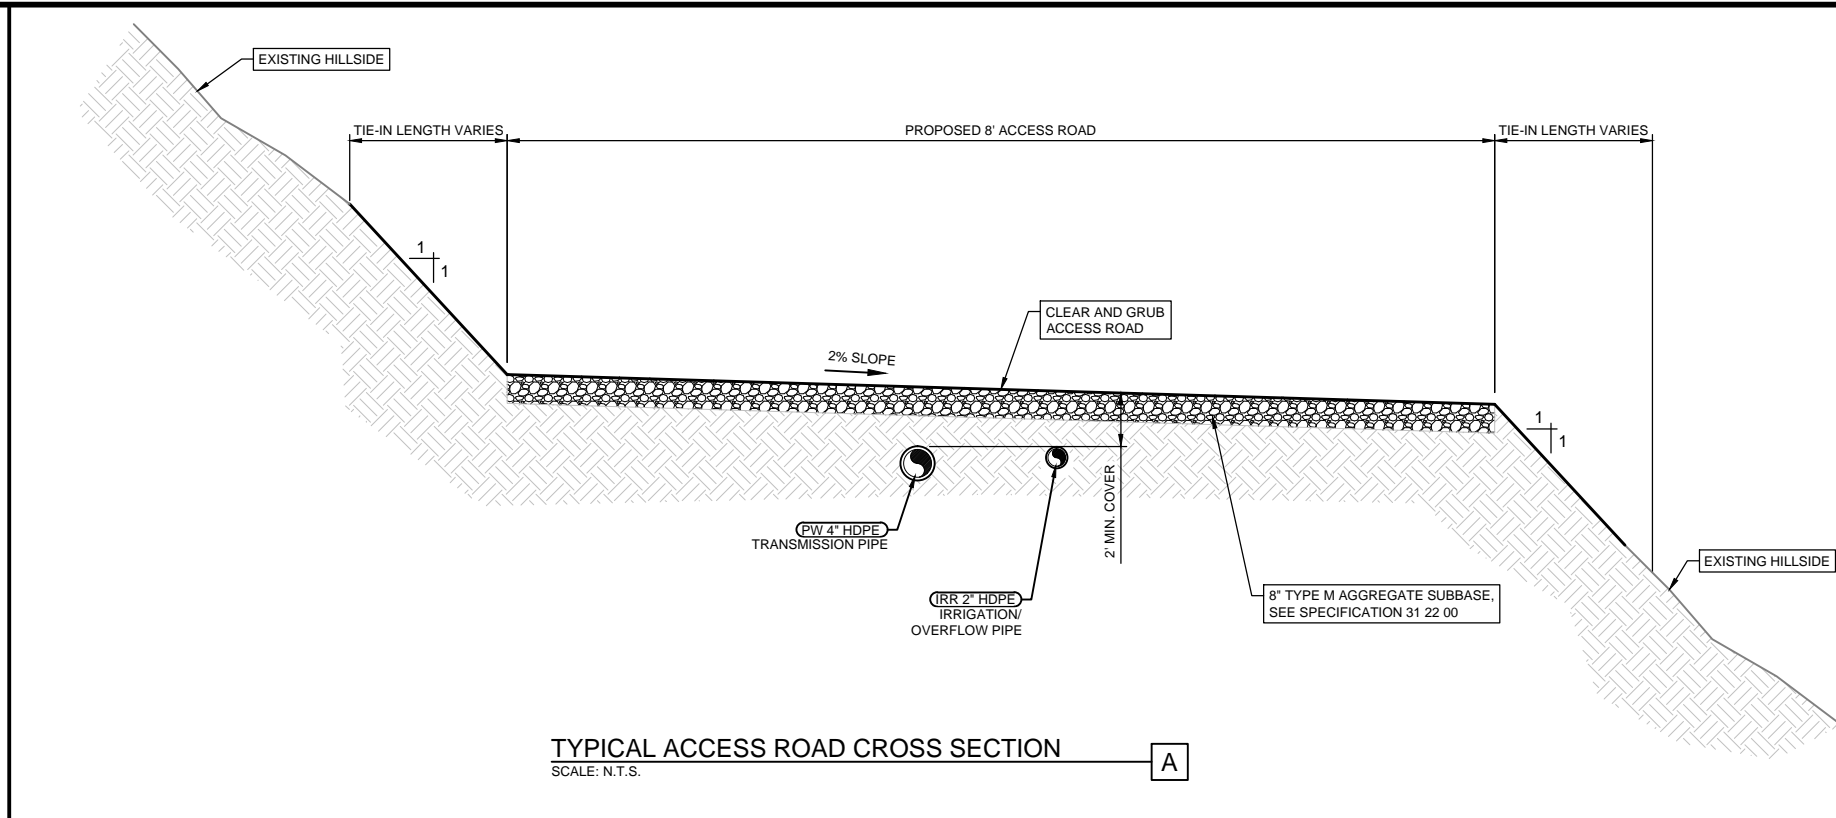 EXISTING HILLSIDE
TIE-IN LENGTH VARIES
PROPOSED 8' ACCESS ROAD
TIE-IN LENGTH VARIES
1
1
CLEAR AND GRUB
ACCESS ROAD
2% SLOPE
1
1
2' MIN. COVER
PW 4" HDPE
TRANSMISSION PIPE
IRR 2" HDPE
IRRIGATION/
OVERFLOW PIPE
8" TYPE M AGGREGATE SUBBASE,
SEE SPECIFICATION 31 22 00
EXISTING HILLSIDE
TYPICAL ACCESS ROAD CROSS SECTION
SCALE: N.T.S.
A